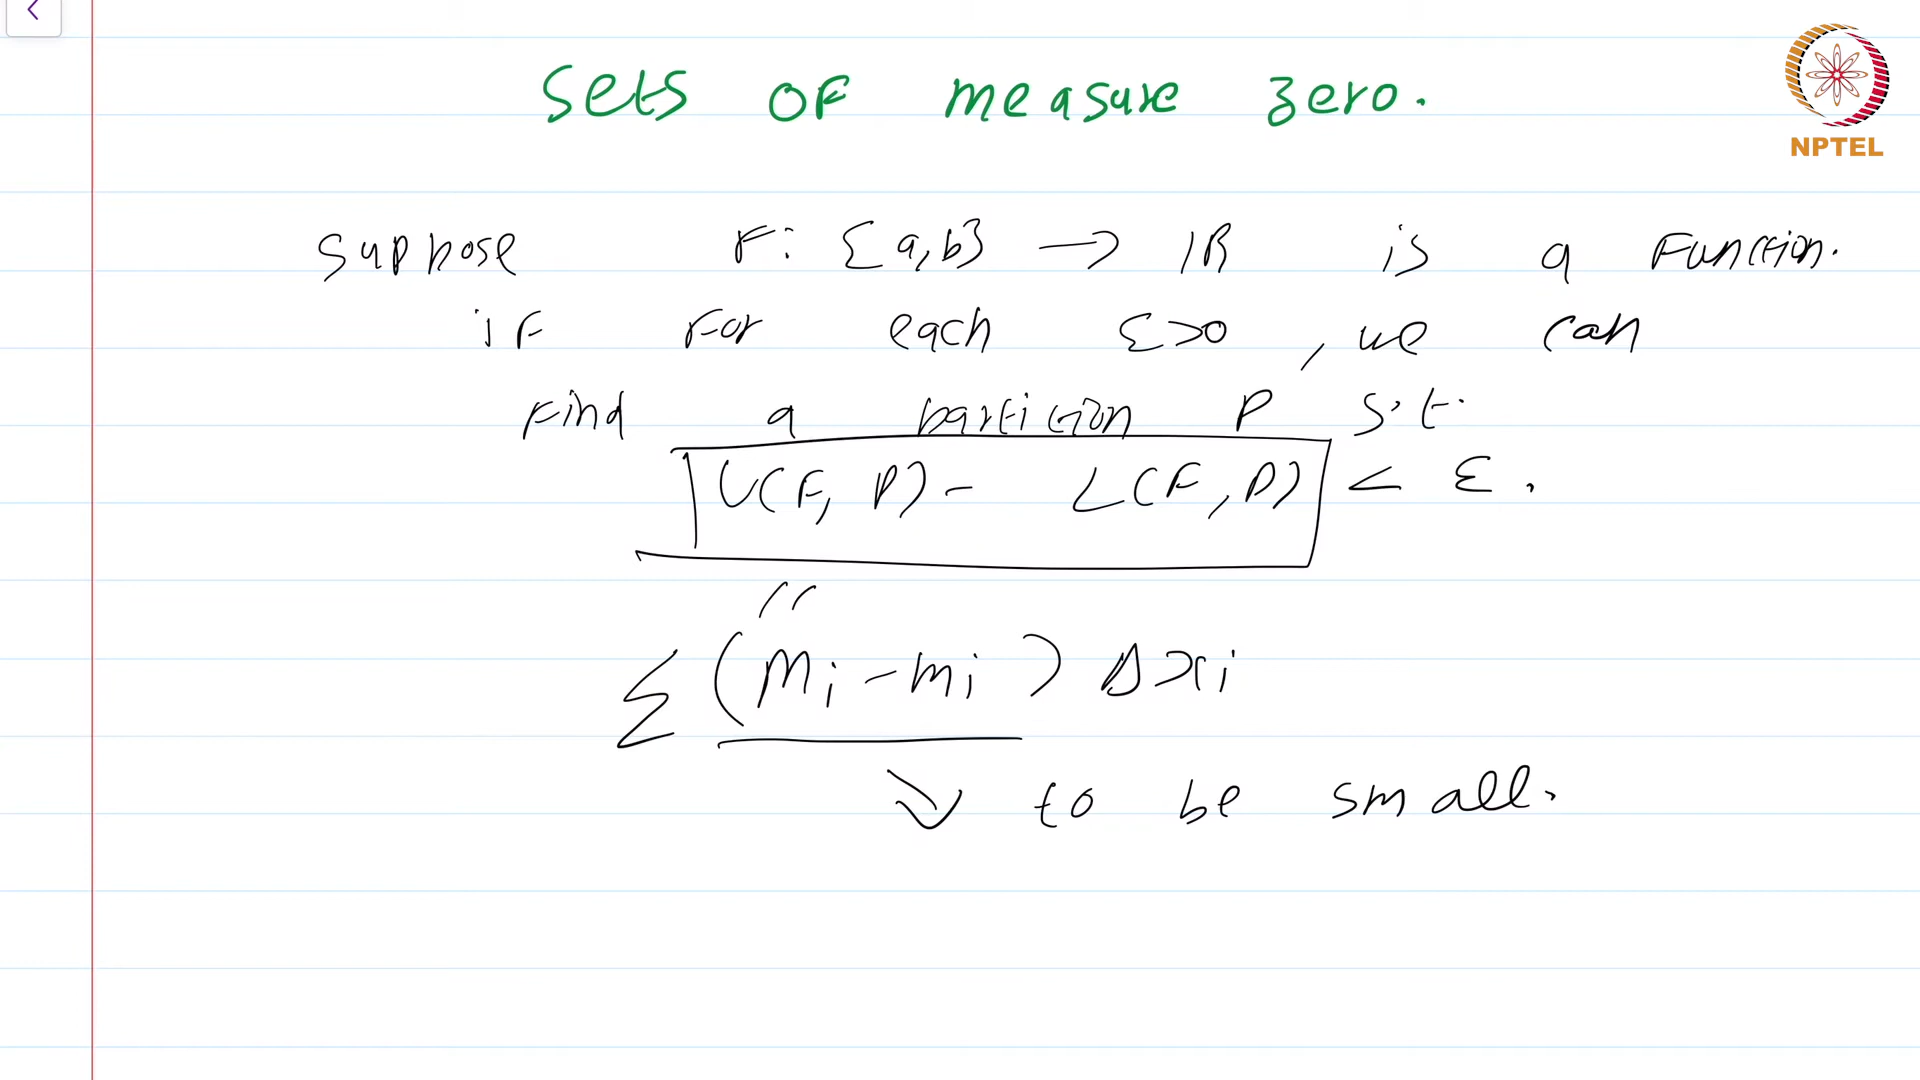 Sets OF measure zero.
NPTEL
Suppose F: {a,b} → IR is a Function.
iF For each ε>0, we can
Find a partition P s.t.
U(F, P) - L(F, P) < ε.
''
Σ (Mi - mi) Δxi
to be small.